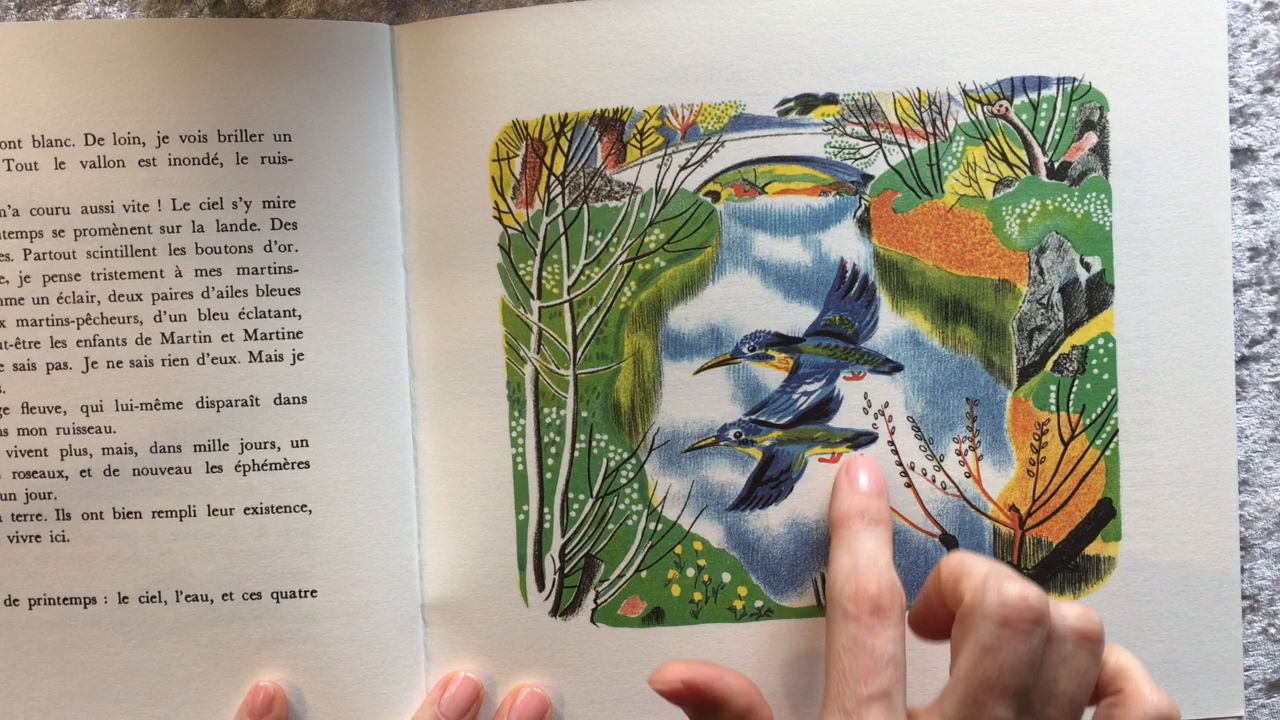 ont blanc. De loin, je vois briller un
Tout le vallon est inondé, le ruis-
n'a couru aussi vite ! Le ciel s'y mire
temps se promènent sur la lande. Des
es. Partout scintillent les boutons d'or.
e, je pense tristement à mes martins-
nme un éclair, deux paires d'ailes bleues
x martins-pêcheurs, d'un bleu éclatant,
ut-être les enfants de Martin et Martine
e sais pas. Je ne sais rien d'eux. Mais je
s.
ge fleuve, qui lui-même disparaît dans
ns mon ruisseau.
vivent plus, mais, dans mille jours, un
roseaux, et de nouveau les éphémères
un jour.
terre. Ils ont bien rempli leur existence,
vivre ici.
de printemps : le ciel, l'eau, et ces quatre